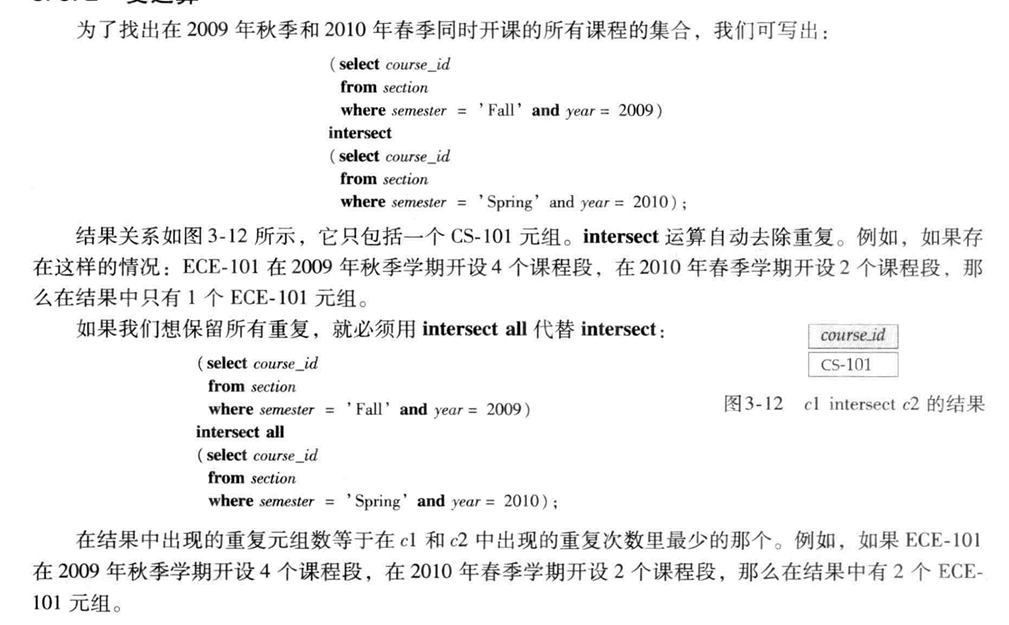 为了找出在 2009 年秋季和 2010 年春季同时开课的所有课程的集合，我们可写出：
（select course_id
from section
where semester = 'Fall' and year = 2009）
intersect
（select course_id
from section
where semester = 'Spring' and year = 2010）;
结果关系如图 3-12 所示，它只包括一个 CS-101 元组。intersect 运算自动去除重复。例如，如果存
在这样的情况：ECE-101 在 2009 年秋季学期开设 4 个课程段，在 2010 年春季学期开设 2 个课程段，那
么在结果中只有 1 个 ECE-101 元组。
如果我们想保留所有重复，就必须用 intersect all 代替 intersect：
（select course_id
from section
where semester = 'Fall' and year = 2009）
intersect all
（select course_id
from section
where semester = 'Spring' and year = 2010）;
course_id
CS-101
图 3-12 c1 intersect c2 的结果
在结果中出现的重复元组数等于在 c1 和 c2 中出现的重复次数里最少的那个。例如，如果 ECE-101
在 2009 年秋季学期开设 4 个课程段，在 2010 年春季学期开设 2 个课程段，那么在结果中有 2 个 ECE-
101 元组。